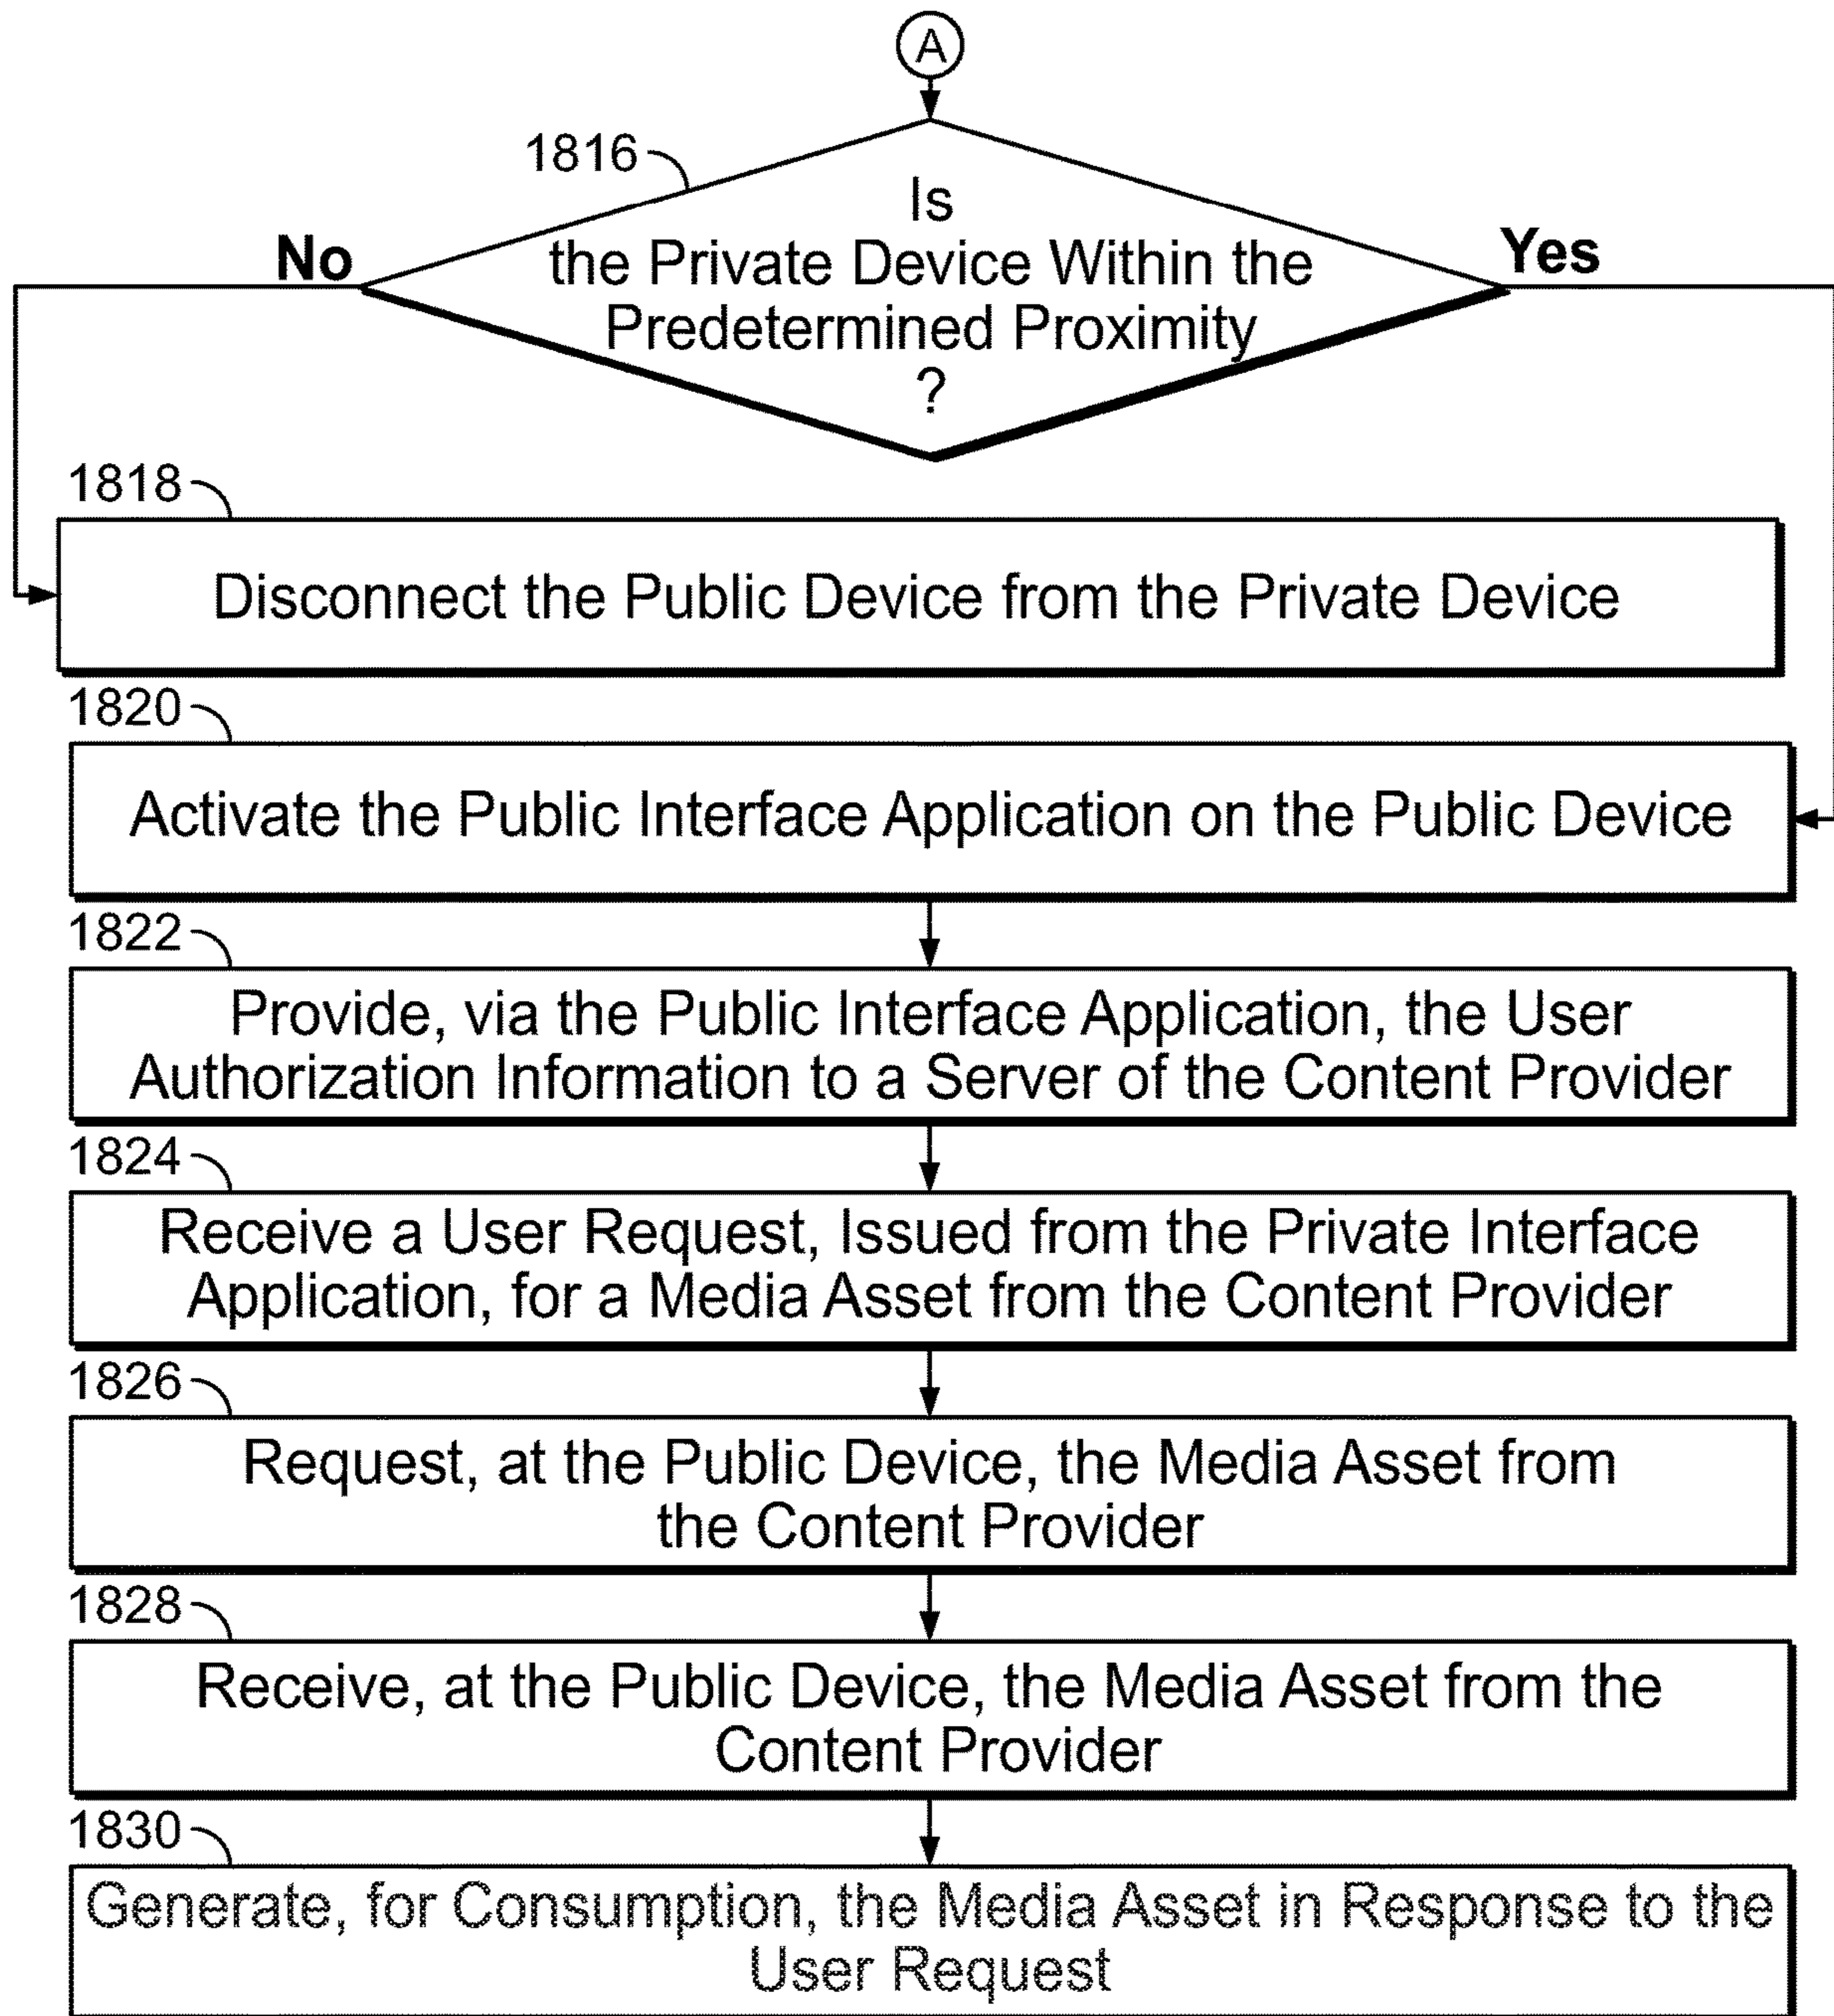 A
1816
Is
No
Yes
the Private Device Within the
Predetermined Proximity
?
1818
Disconnect the Public Device from the Private Device
1820
Activate the Public Interface Application on the Public Device
1822
Provide, via the Public Interface Application, the User
Authorization Information to a Server of the Content Provider
1824
Receive a User Request, Issued from the Private Interface
Application, for a Media Asset from the Content Provider
1826
Request, at the Public Device, the Media Asset from
the Content Provider
1828
Receive, at the Public Device, the Media Asset from the
Content Provider
1830
Generate, for Consumption, the Media Asset in Response to the
User Request